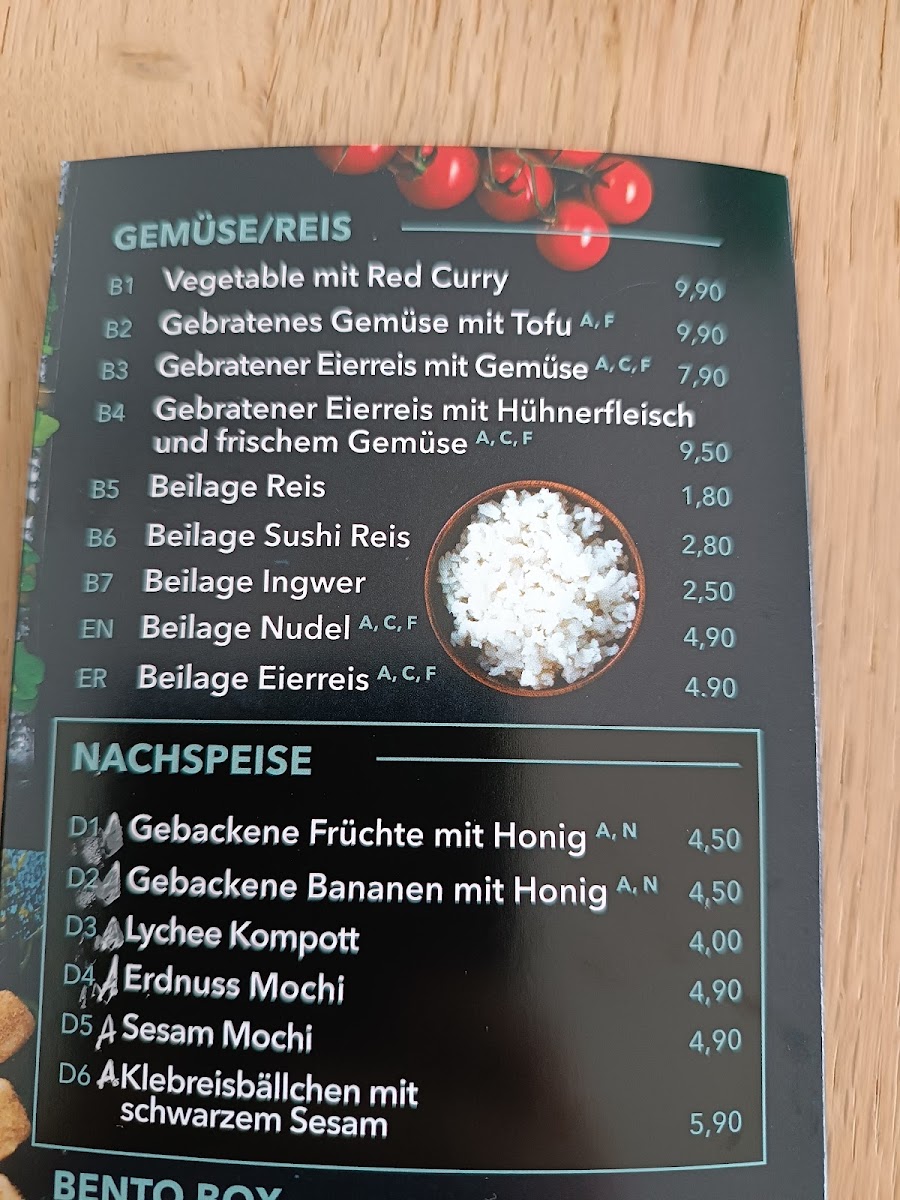 GEMÜSE/REIS
B1 Vegetable mit Red Curry 9,90
B2 Gebratenes Gemüse mit Tofu A, F 9,90
B3 Gebratener Eierreis mit Gemüse A, C, F 7,90
B4 Gebratener Eierreis mit Hühnerfleisch
und frischem Gemüse A, C, F 9,50
B5 Beilage Reis 1,80
B6 Beilage Sushi Reis 2,80
B7 Beilage Ingwer 2,50
EN Beilage Nudel A, C, F 4,90
ER Beilage Eierreis A, C, F 4.90
NACHSPEISE
D1 A Gebackene Früchte mit Honig A, N 4,50
D2 A Gebackene Bananen mit Honig A, N 4,50
D3 A Lychee Kompott 4,00
D4 A Erdnuss Mochi 4,90
D5 A Sesam Mochi 4,90
D6 A Klebreisbällchen mit
schwarzem Sesam 5,90
BENTO BOX